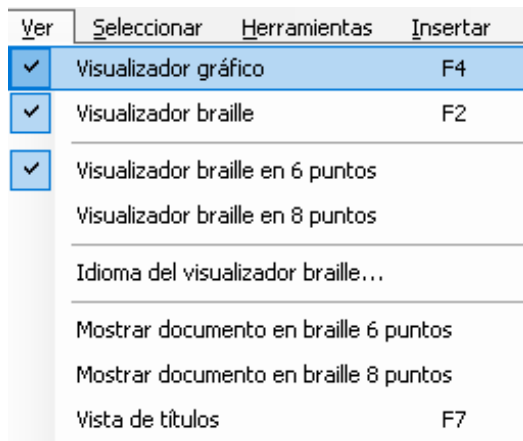 Ver Seleccionar Herramientas Insertar
Visualizador gráfico F4
Visualizador braille F2
Visualizador braille en 6 puntos
Visualizador braille en 8 puntos
Idioma del visualizador braille...
Mostrar documento en braille 6 puntos
Mostrar documento en braille 8 puntos
Vista de títulos F7